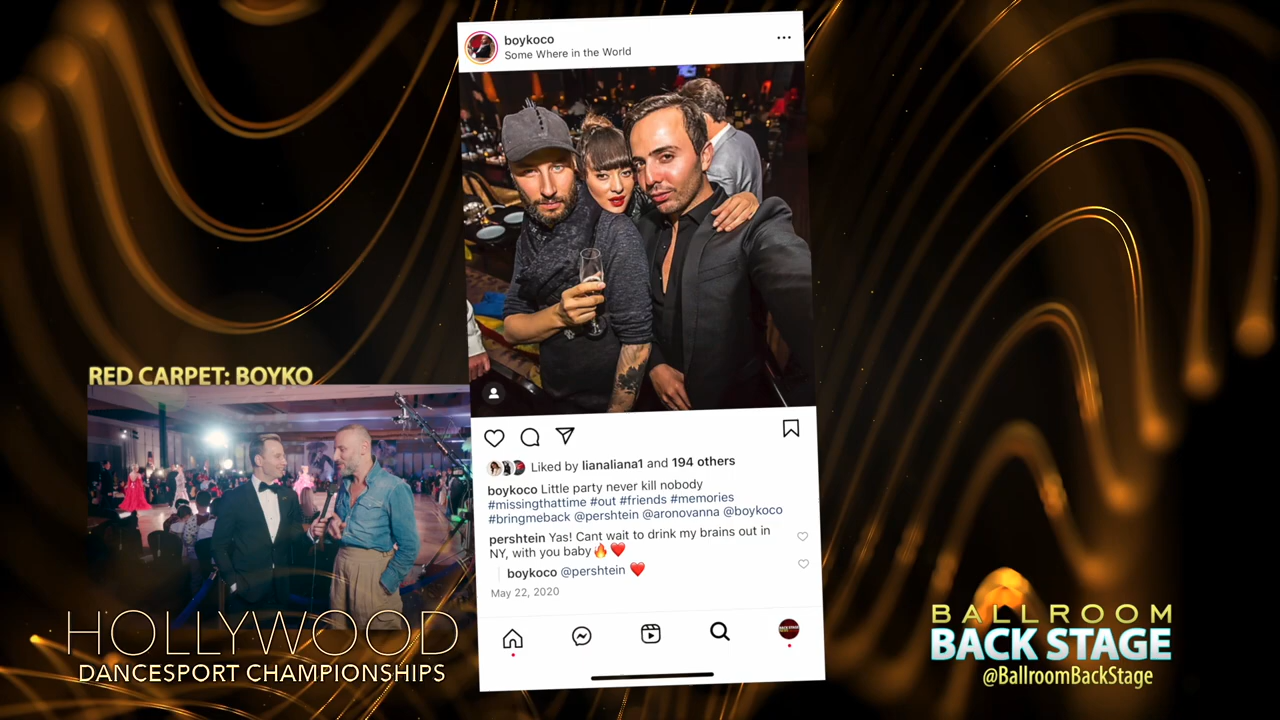 boykoco
Some Where in the World
Liked by lianaliana1 and 194 others
boykoco Little party never kill nobody
#missingthattime #out #friends #memories
#bringmeback @pershtein @aronovanna @boykoco
pershtein Yas! Cant wait to drink my brains out in
NY, with you baby🔥❤️
boykoco @pershtein ❤️
May 22, 2020
RED CARPET: BOYKO
HOLLYWOOD
DANCESPORT CHAMPIONSHIPS
BALLROOM
BACK STAGE
@BallroomBackStage